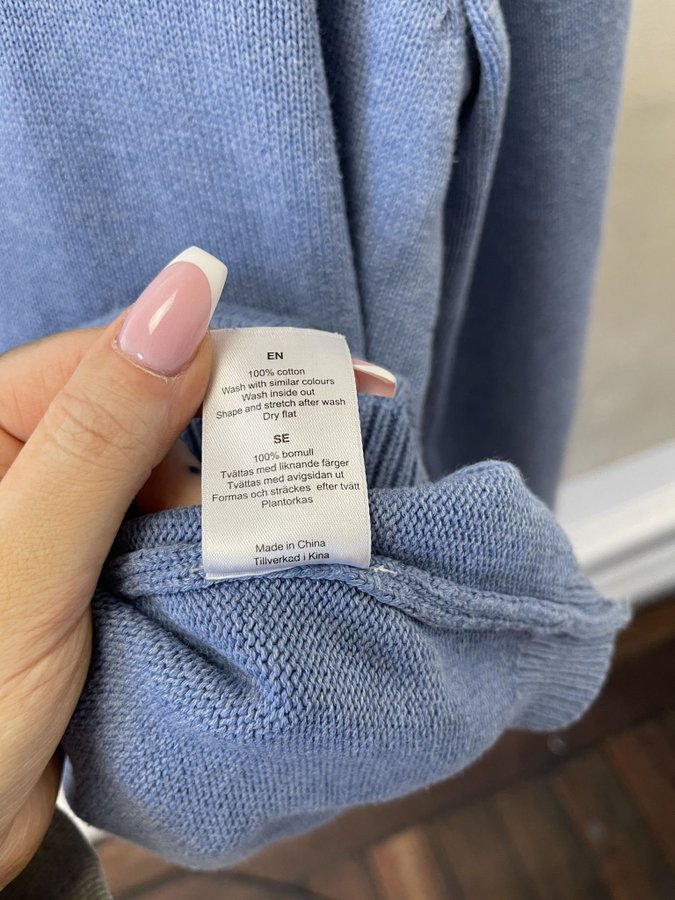 EN
100% cotton
Wash with similar colours
Wash inside out
Shape and stretch after wash
Dry flat
SE
100% bomull
Tvättas med liknande färger
Tvättas med avigsidan ut
Formas och sträckes efter tvätt
Plantorkas
Made in China
Tillverkad i Kina